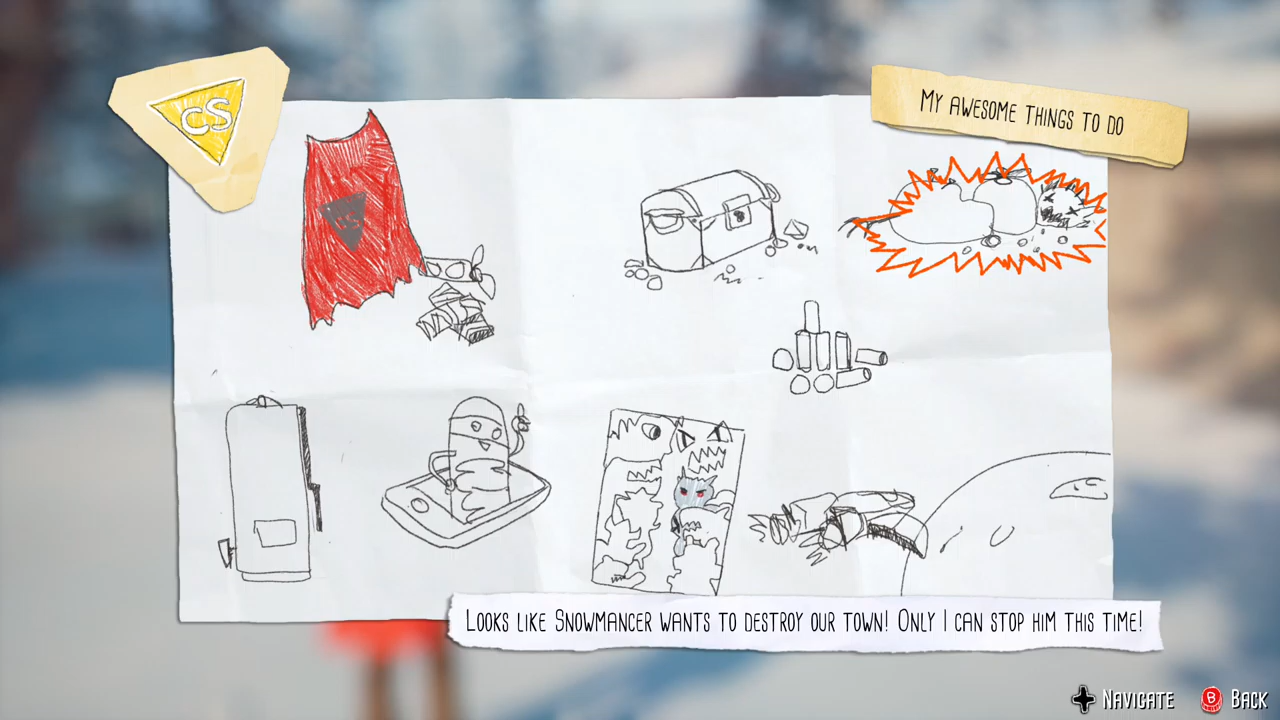 CS
My awesome things to do
Looks like Snowmancer wants to destroy our town! Only I can stop him this time!
Navigate
B Back